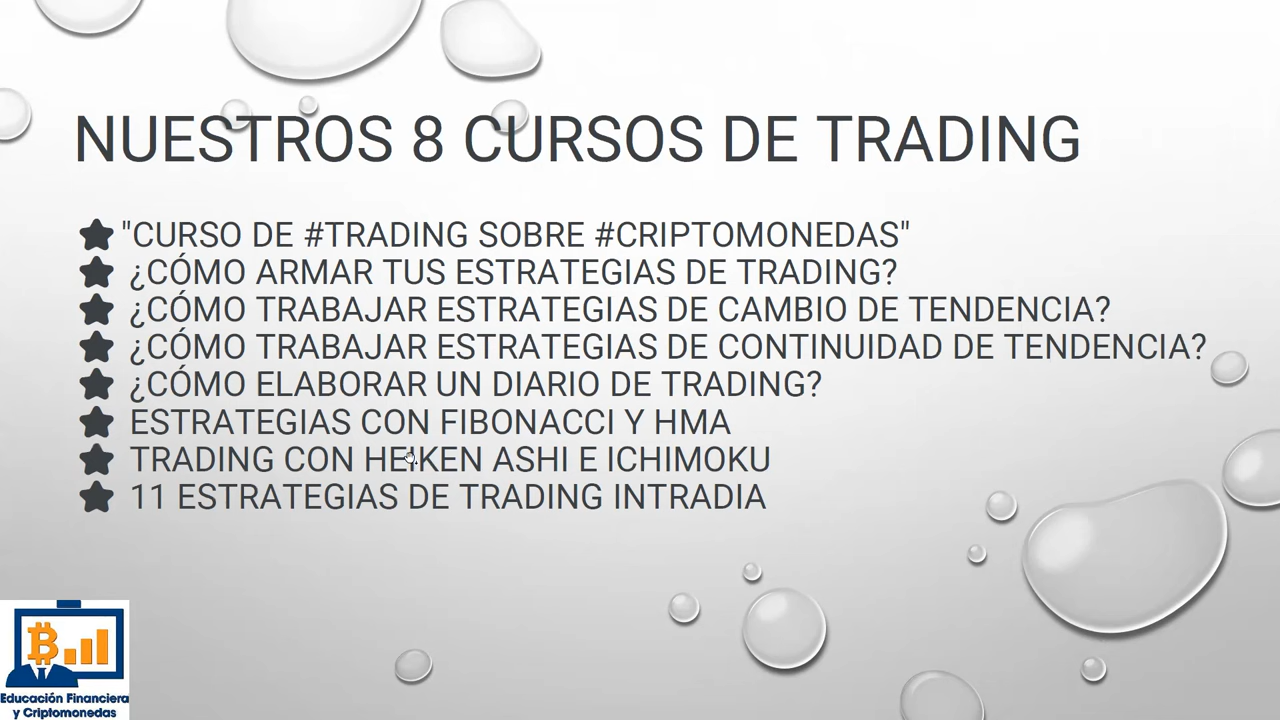 NUESTROS 8 CURSOS DE TRADING
"CURSO DE #TRADING SOBRE #CRIPTOMONEDAS"
¿CÓMO ARMAR TUS ESTRATEGIAS DE TRADING?
¿CÓMO TRABAJAR ESTRATEGIAS DE CAMBIO DE TENDENCIA?
¿CÓMO TRABAJAR ESTRATEGIAS DE CONTINUIDAD DE TENDENCIA?
¿CÓMO ELABORAR UN DIARIO DE TRADING?
ESTRATEGIAS CON FIBONACCI Y HMA
TRADING CON HEIKEN ASHI E ICHIMOKU
11 ESTRATEGIAS DE TRADING INTRADIA
Educación Financiera
y Criptomonedas